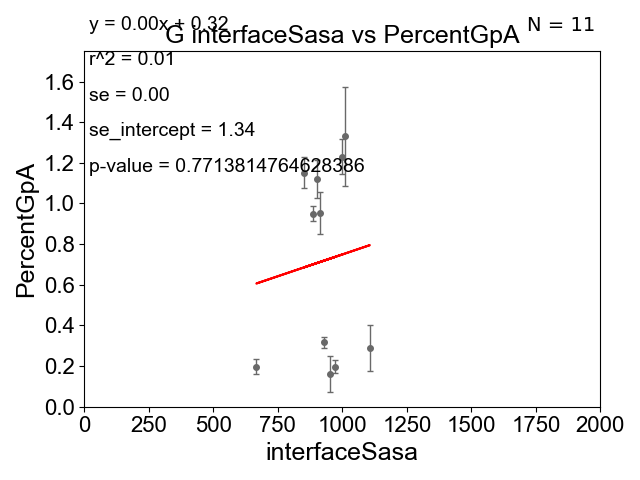 G interfaceSasa vs PercentGpA
N = 11
y = 0.00x + 0.32
r^2 = 0.01
se = 0.00
se_intercept = 1.34
p-value = 0.7713814764628386
PercentGpA
1.6
1.4
1.2
1.0
0.8
0.6
0.4
0.2
0.0
0 250 500 750 1000 1250 1500 1750 2000
interfaceSasa